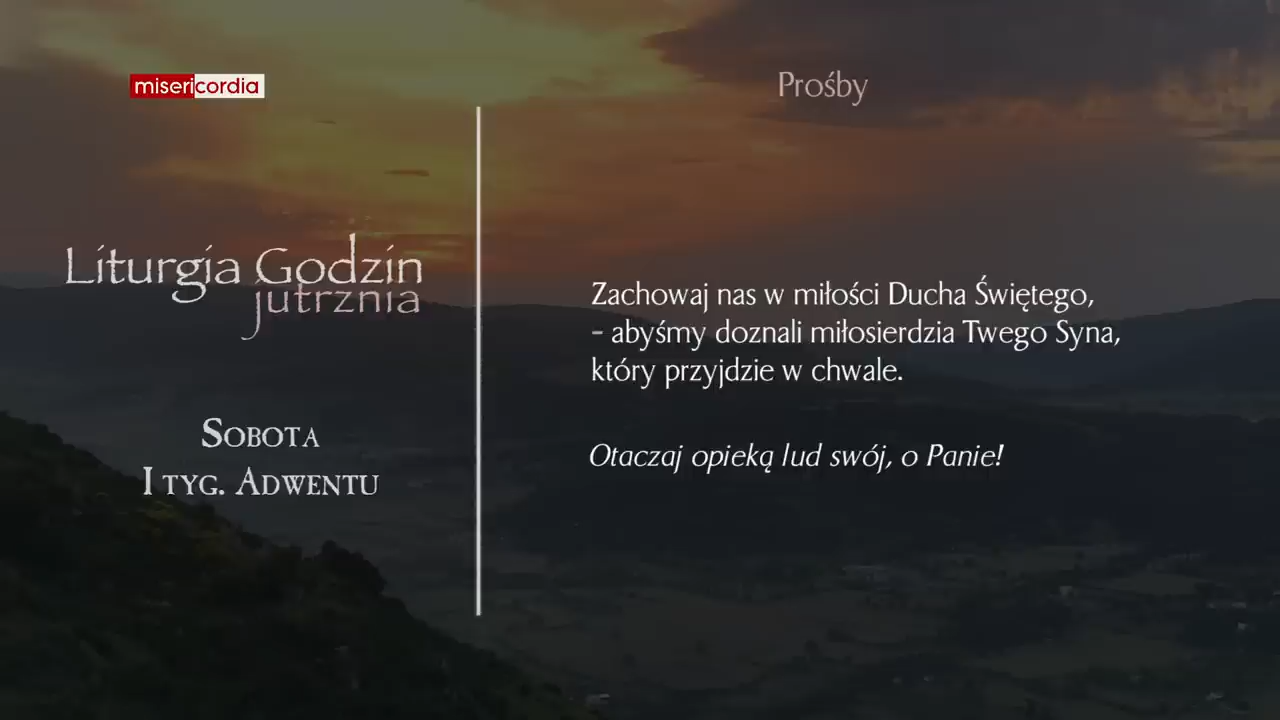 misericordia
Liturgia Godzin
jutrznia
Sobota
I tyg. Adwentu
Prośby
Zachowaj nas w miłości Ducha Świętego,
- abyśmy doznali miłosierdzia Twego Syna,
który przyjdzie w chwale.
Otaczaj opieką lud swój, o Panie!